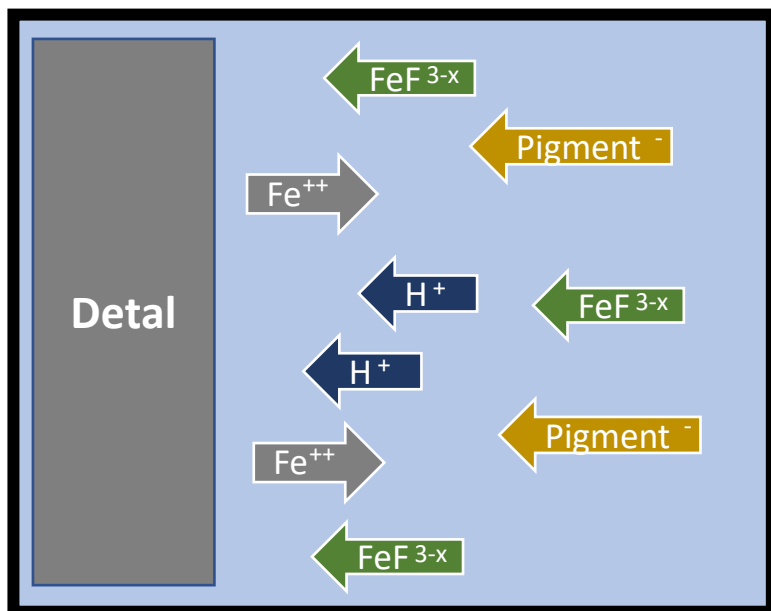 FeF 3-x
Pigment -
Fe++
Detal
H +
FeF 3-x
H +
Pigment -
Fe++
FeF 3-x